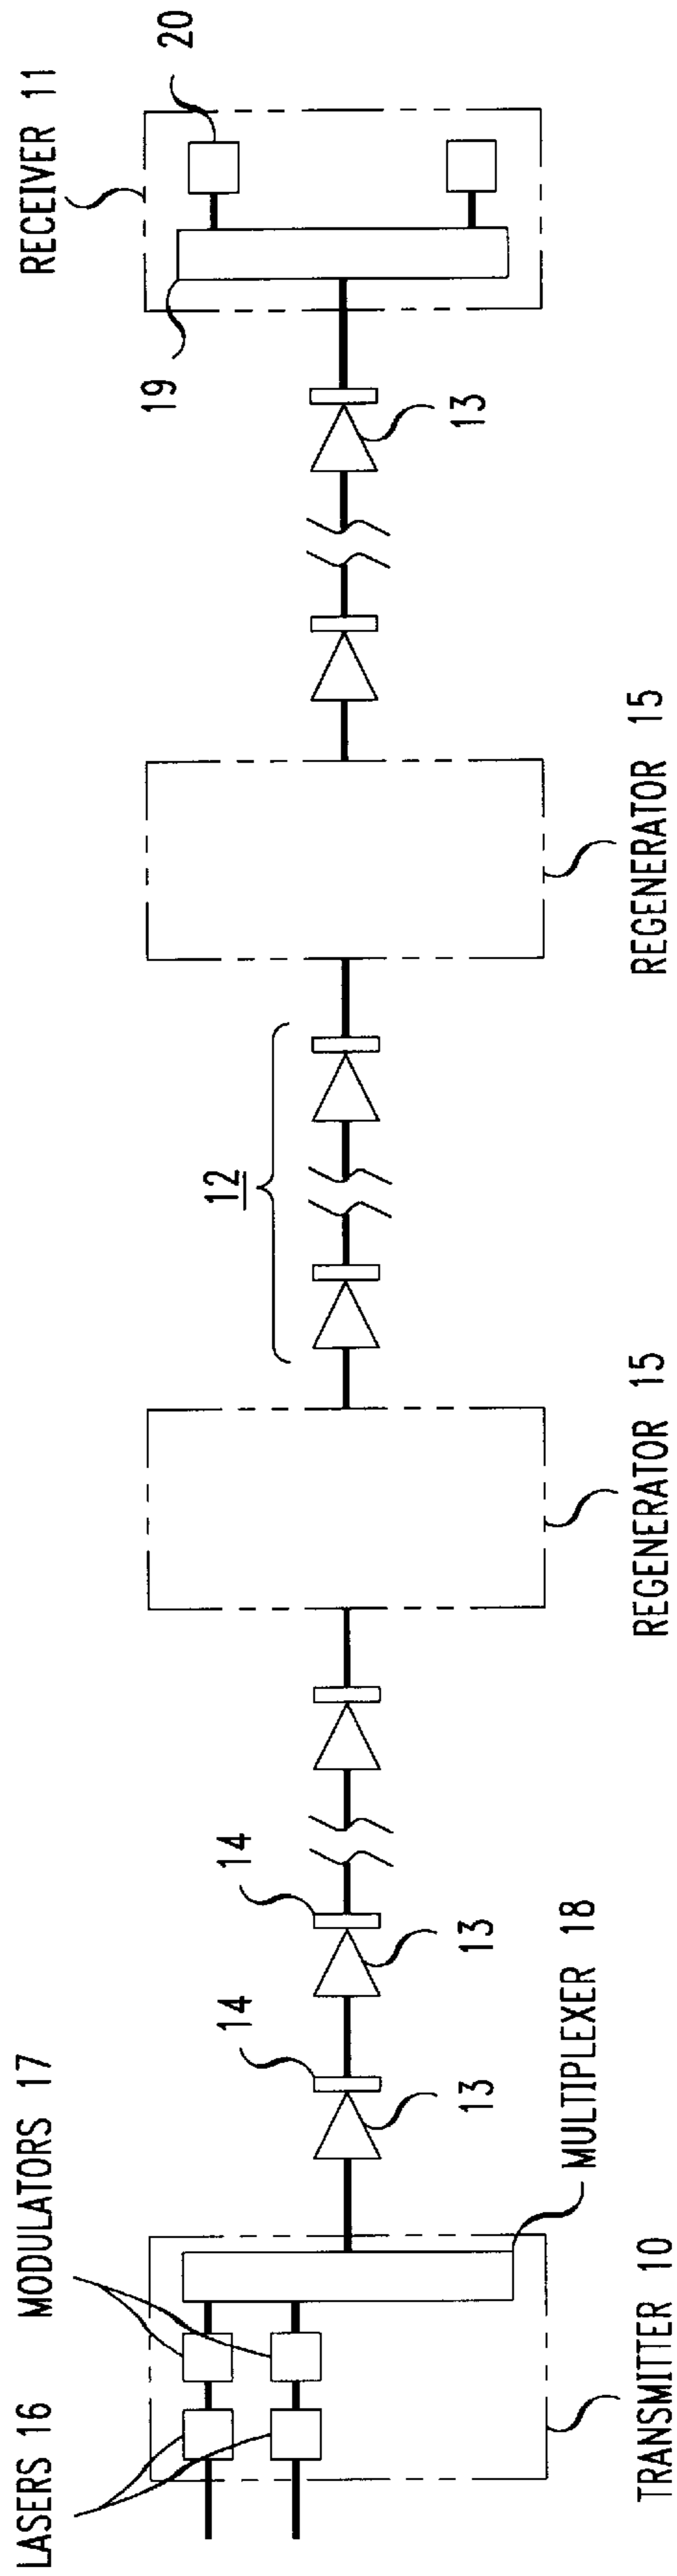 LASERS 16
MODULATORS 17
14
14
12
19
RECEIVER 11
20
TRANSMITTER 10
MULTIPLEXER 18
13
13
REGENERATOR 15
REGENERATOR 15
13